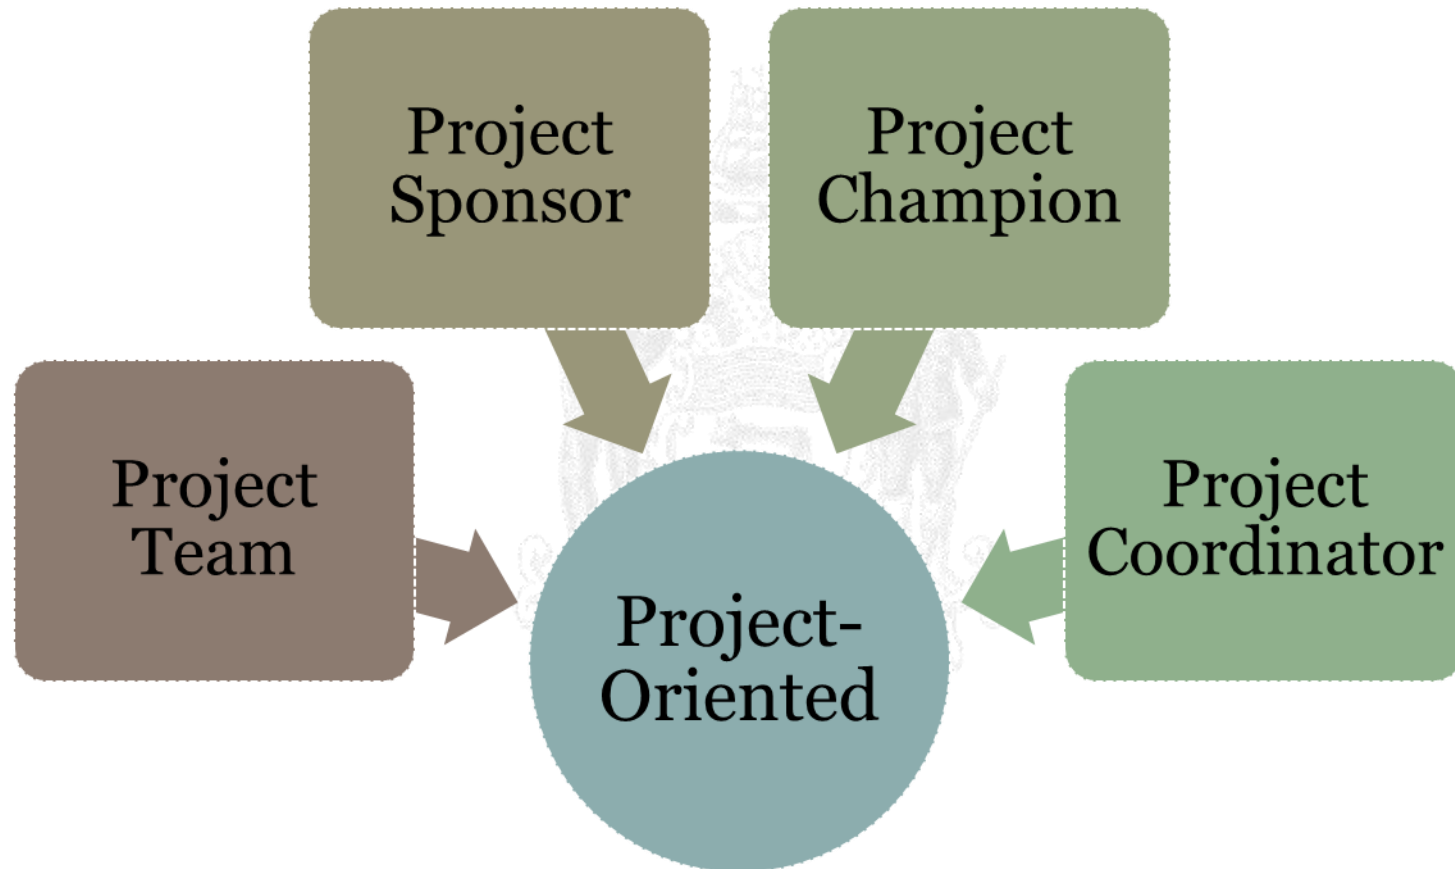 Project
Sponsor
Project
Champion
Project
Team
Project
Coordinator
Project-
Oriented